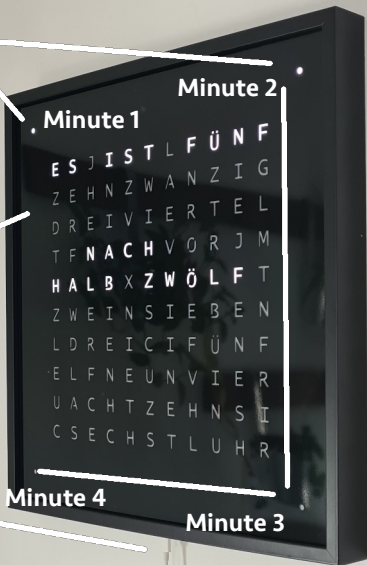 Minute 2
Minute 1
ESJISTLFÜNF
ZEHNZWANZIG
DREIVIERTEL
TFNACHVORJM
HALBXZWÖLFT
ZWEINSIEBEN
LDREICIFÜNF
ELFNEUNVIER
UACHTZEHNSI
CSECHSTLUHR
Minute 4
Minute 3